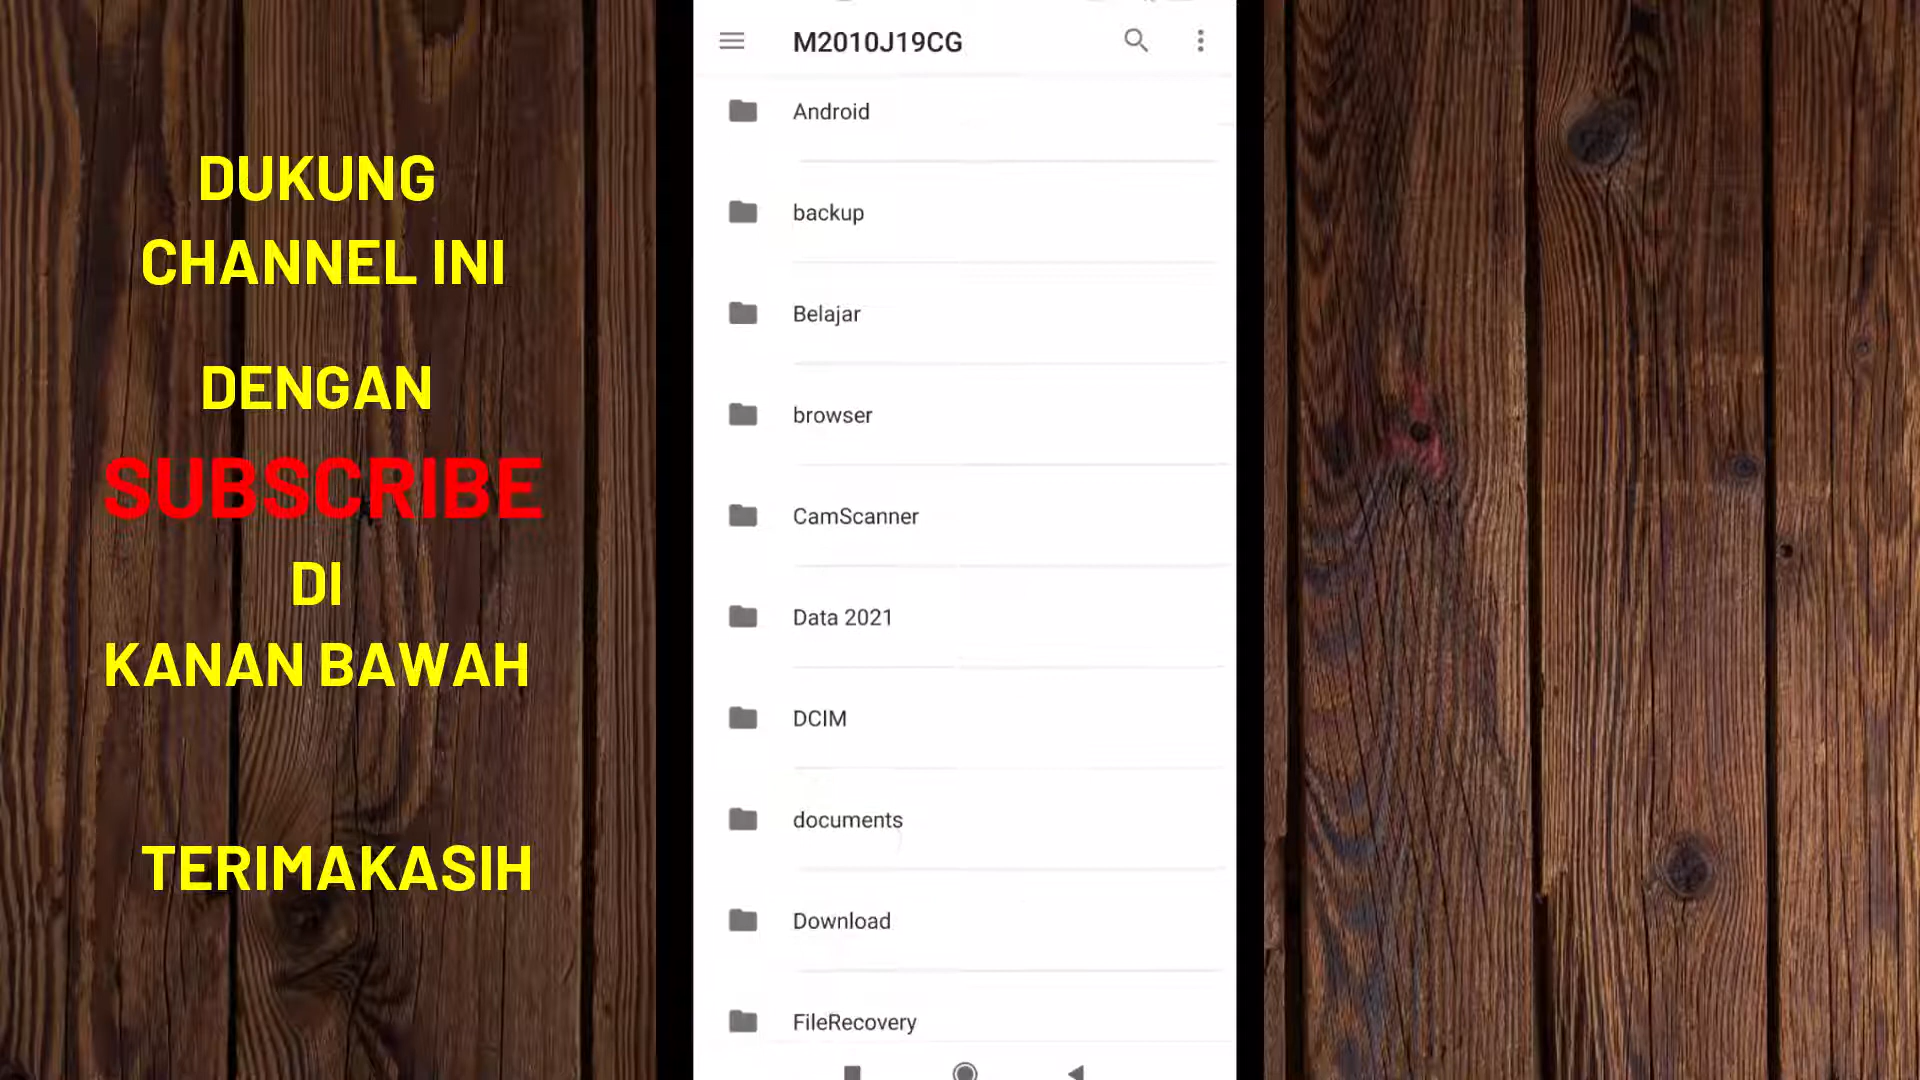 DUKUNG
CHANNEL INI
DENGAN
SUBSCRIBE
DI
KANAN BAWAH
TERIMAKASIH
M2010J19CG
Android
backup
Belajar
browser
CamScanner
Data 2021
DCIM
documents
Download
FileRecovery